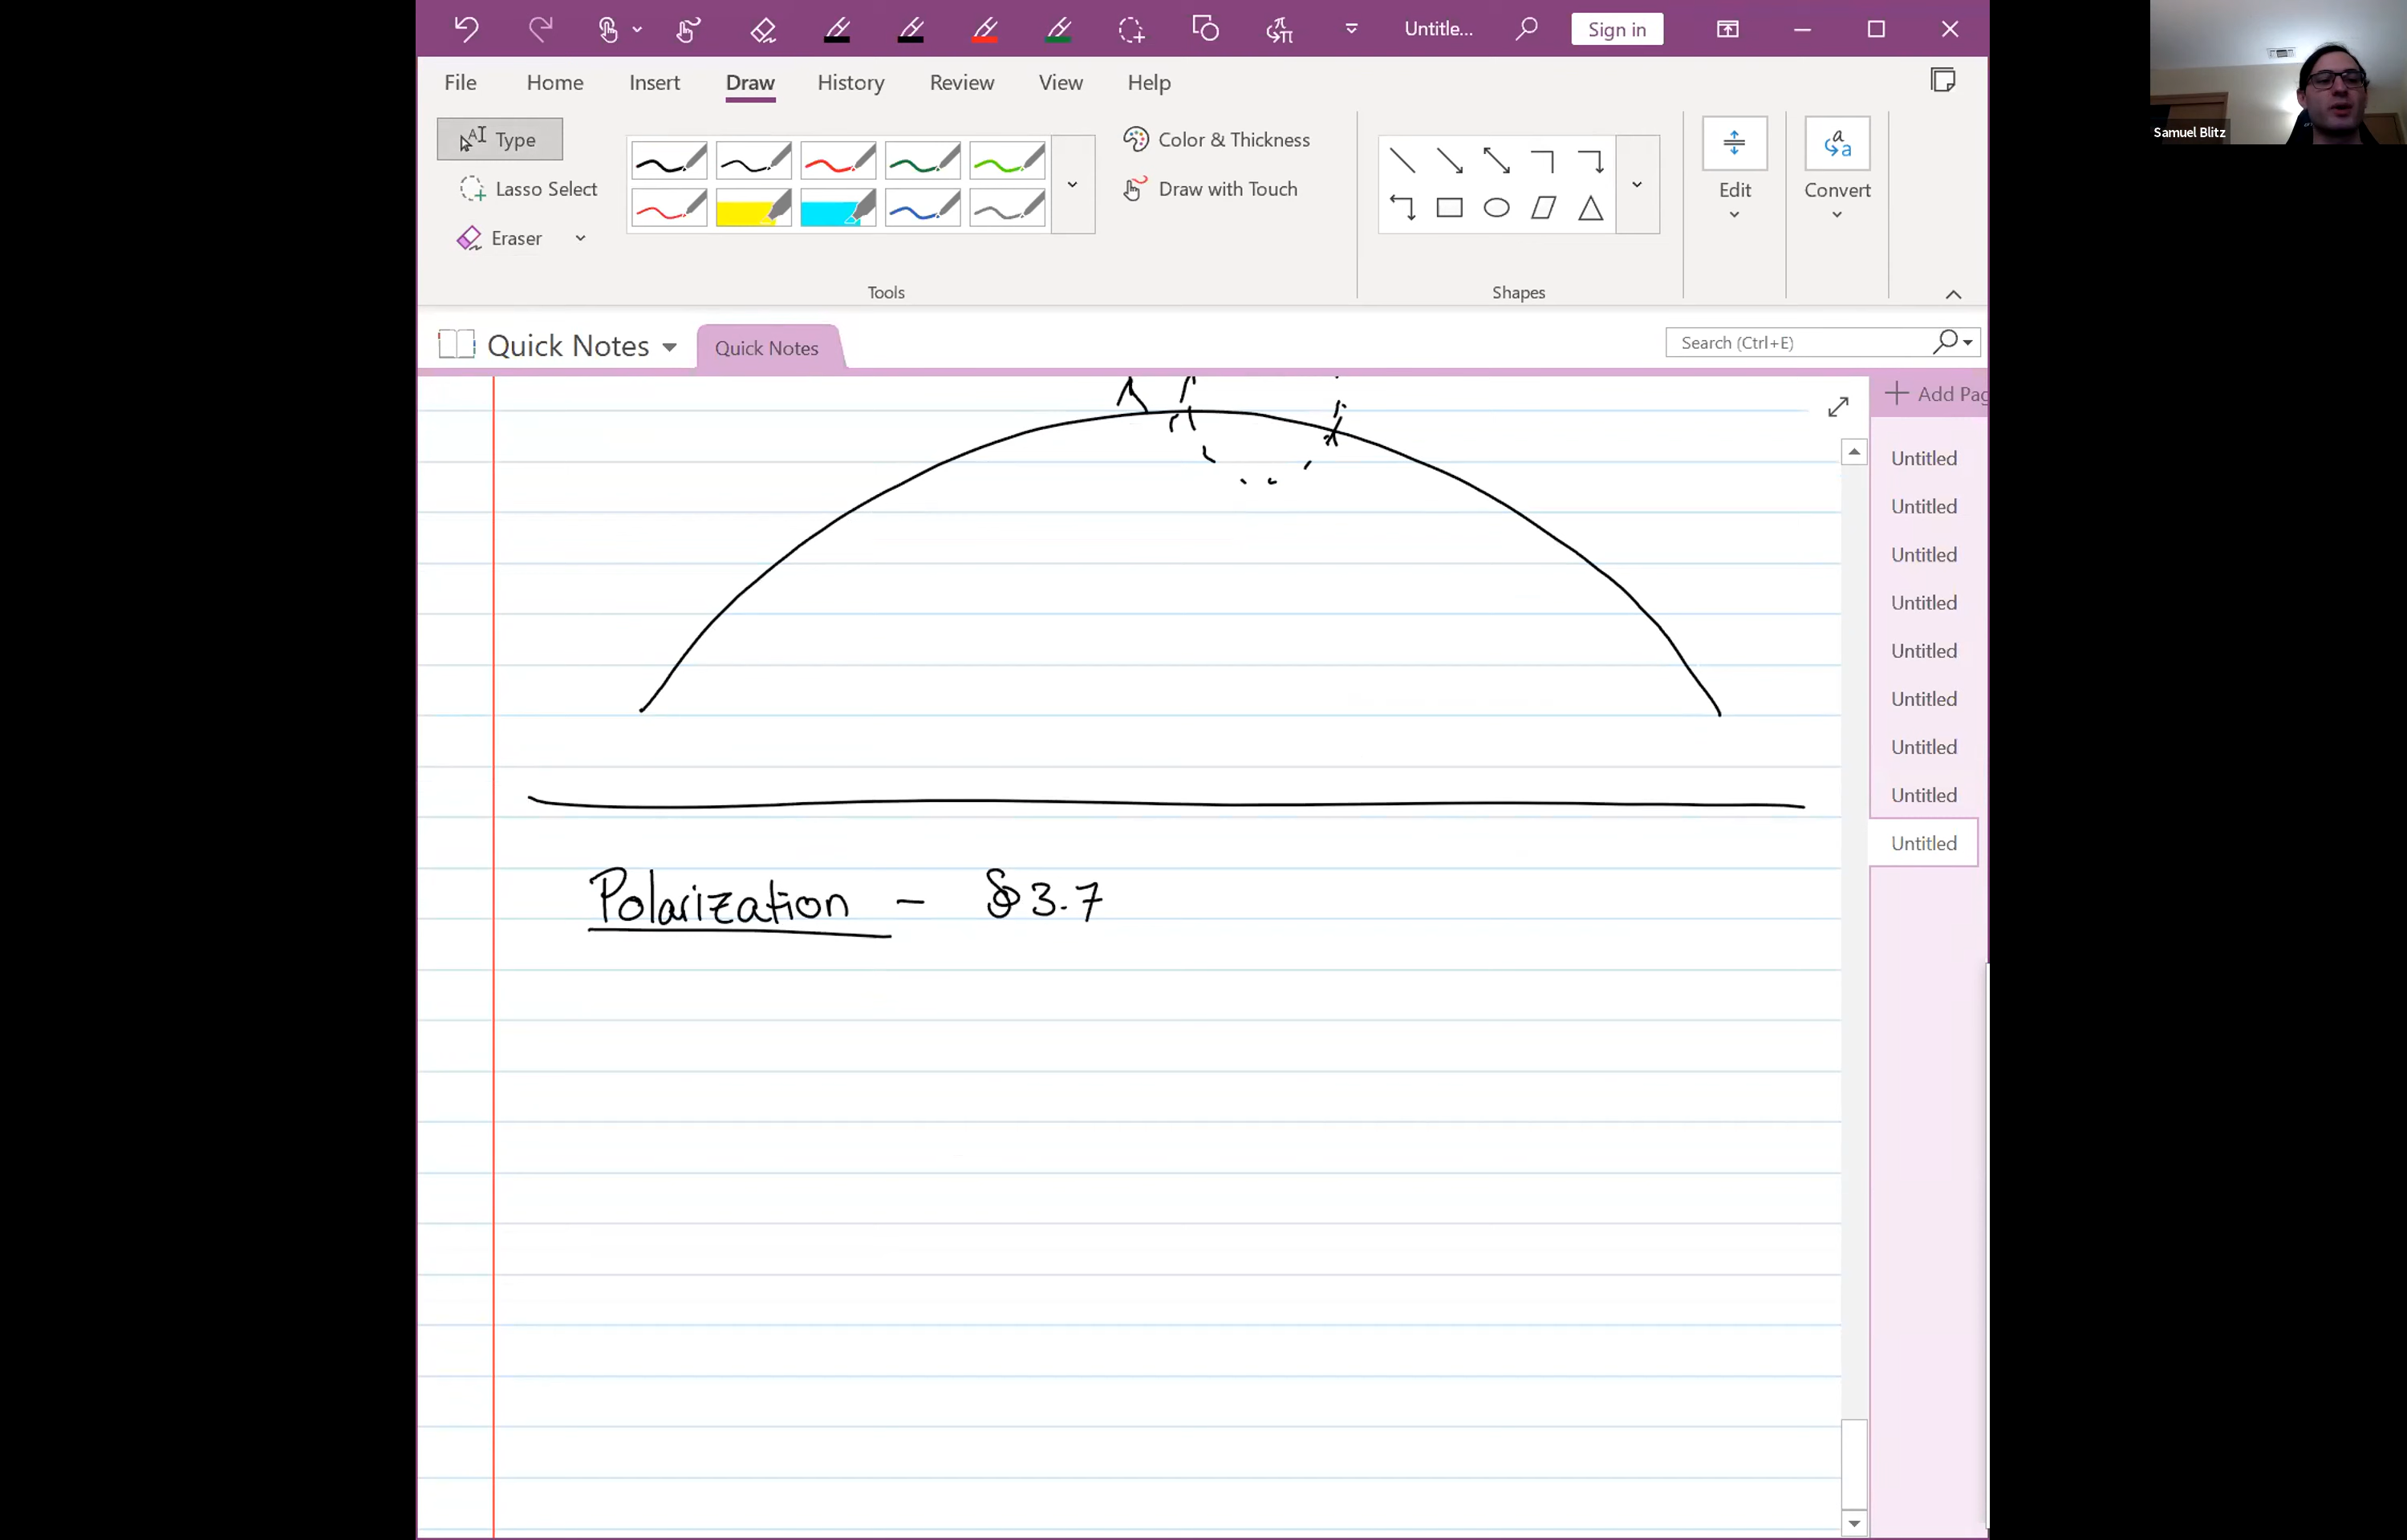 Untitle...
Sign in
File Home Insert Draw History Review View Help
Type
Lasso Select
Eraser
Color & Thickness
Draw with Touch
Edit
Convert
Tools
Shapes
Quick Notes
Quick Notes
Search (Ctrl+E)
Add Pag
Untitled
Untitled
Untitled
Untitled
Untitled
Untitled
Untitled
Untitled
Untitled
Polarization - § 3.7
Samuel Blitz